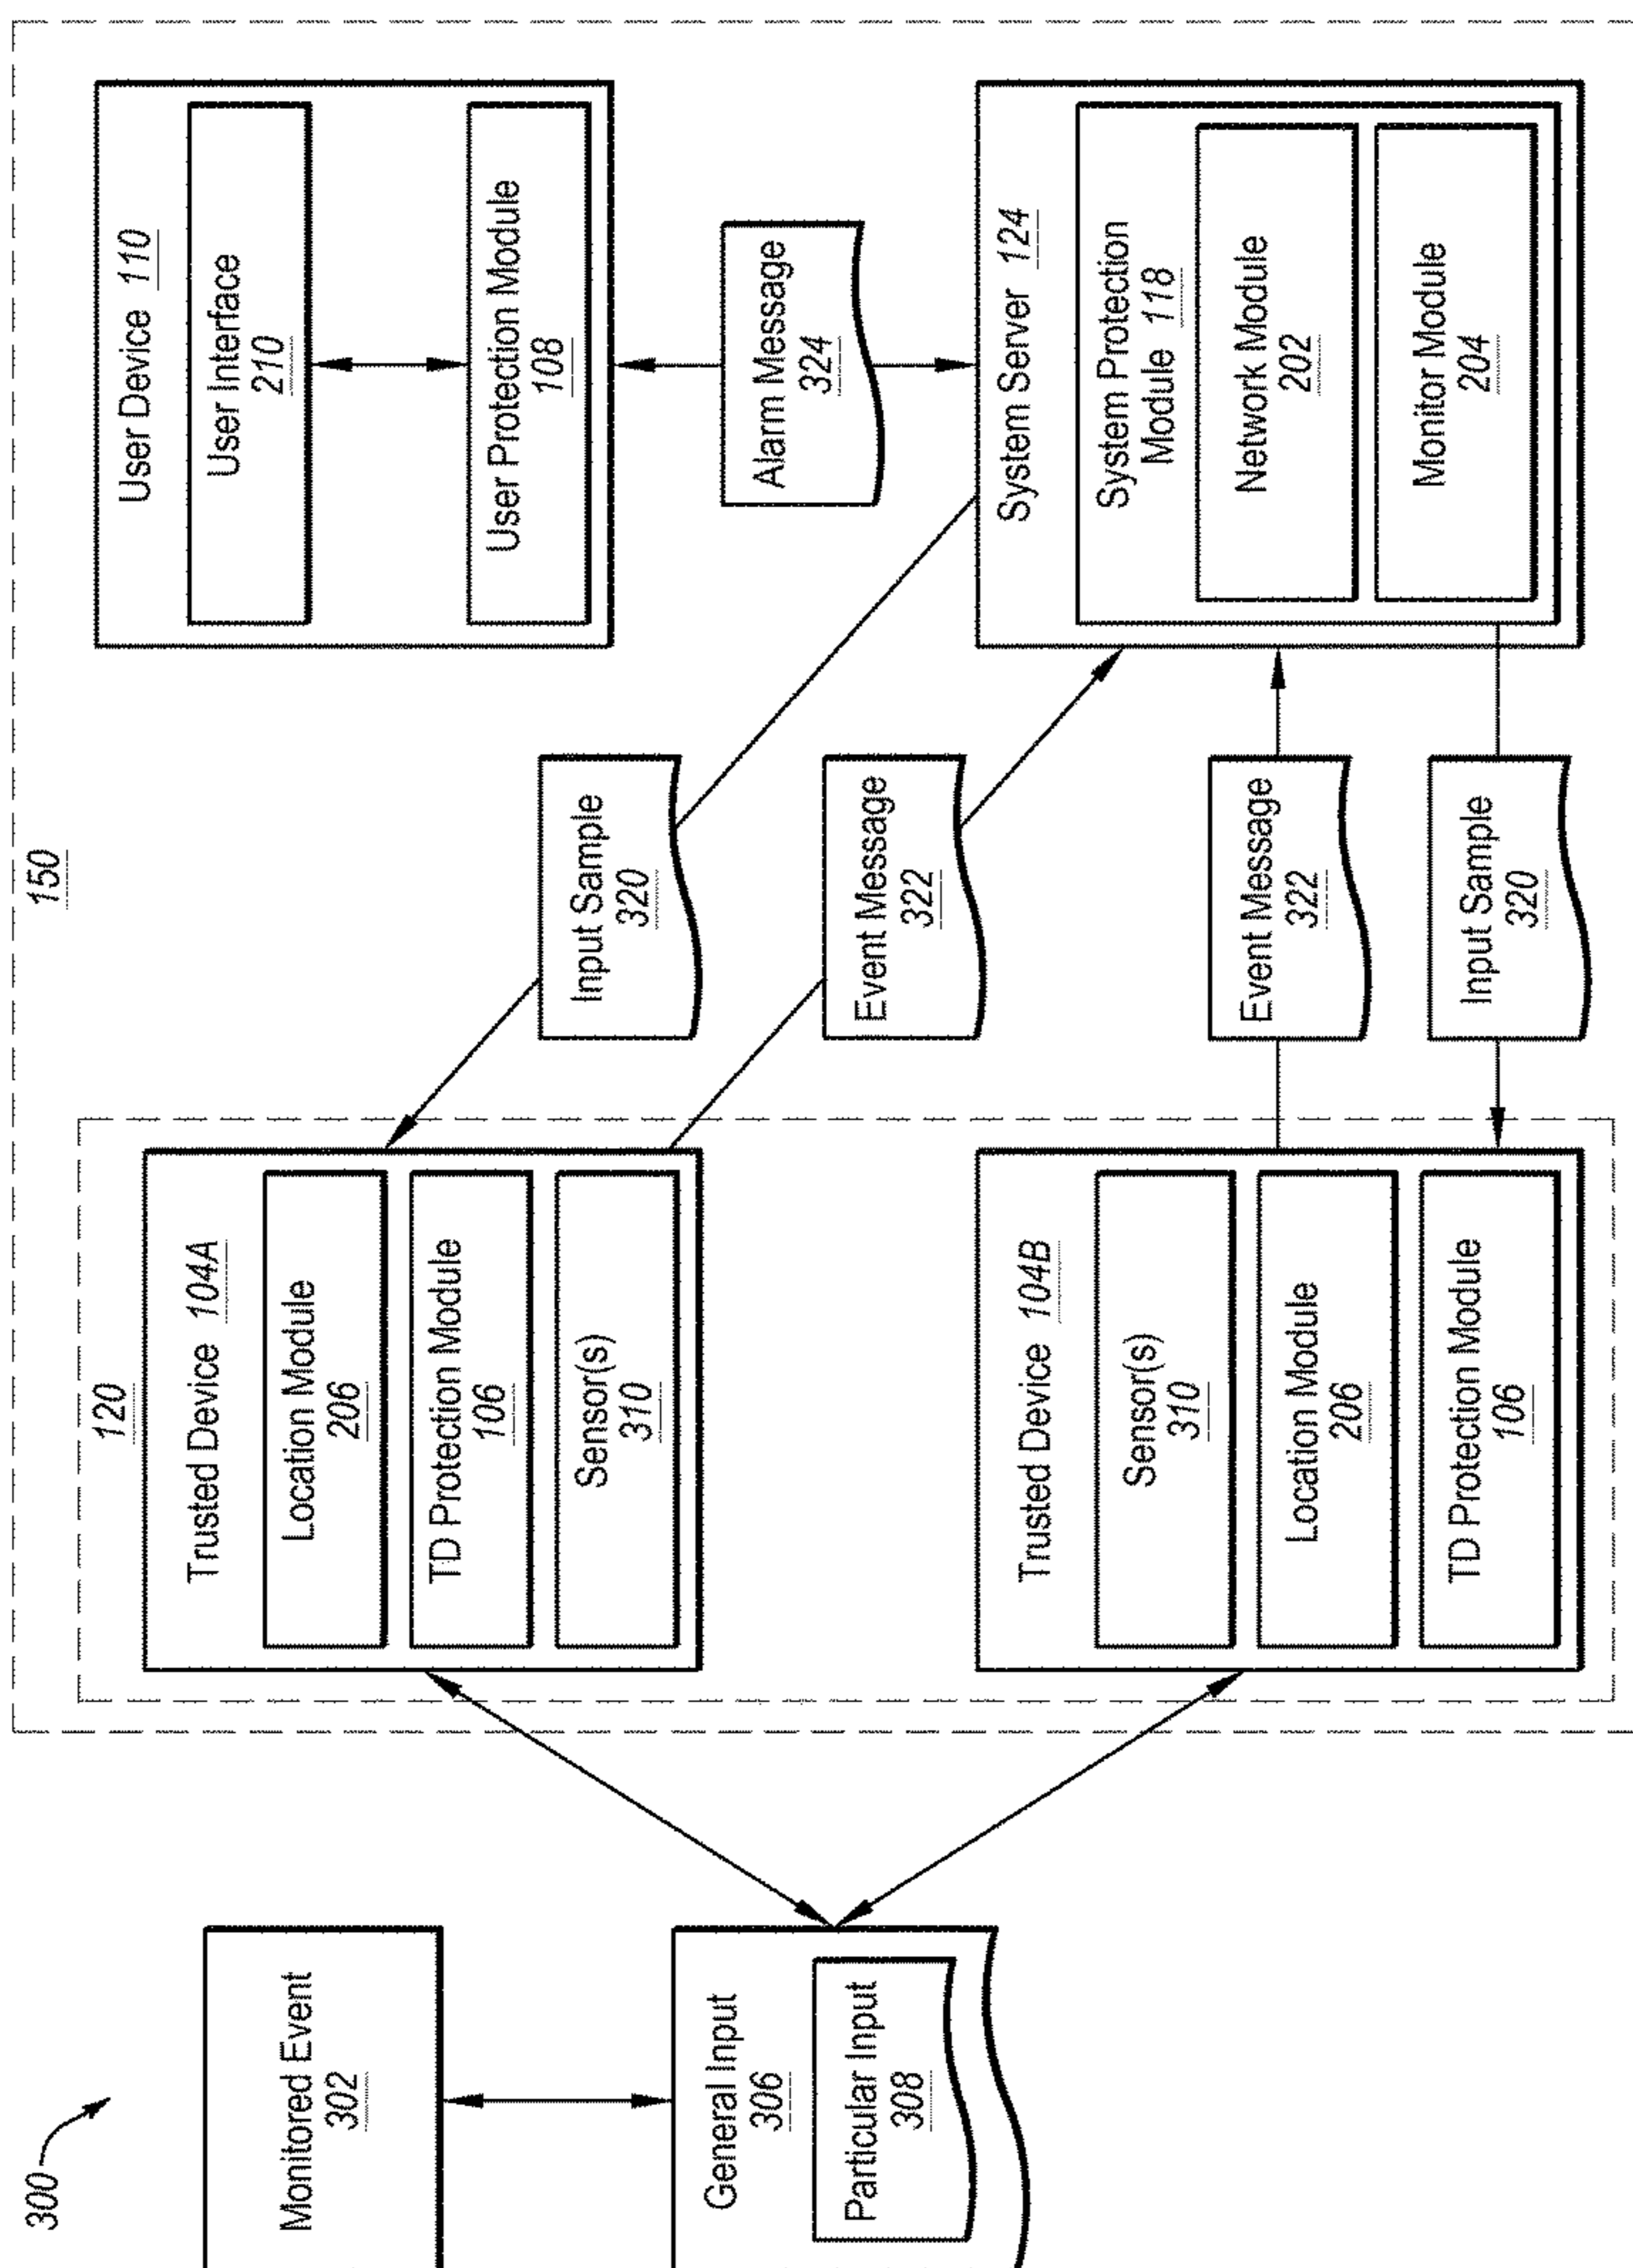 300
Monitored Event
302
General Input
306
Particular Input
308
150
120
Trusted Device 104A
Location Module
206
TD Protection Module
106
Sensor(s)
310
Trusted Device 104B
Sensor(s)
310
Location Module
206
TD Protection Module
106
Input Sample
320
Event Message
322
Event Message
322
Input Sample
320
User Device 110
User Interface
210
User Protection Module
108
Alarm Message
324
System Server 124
System Protection
Module 118
Network Module
202
Monitor Module
204